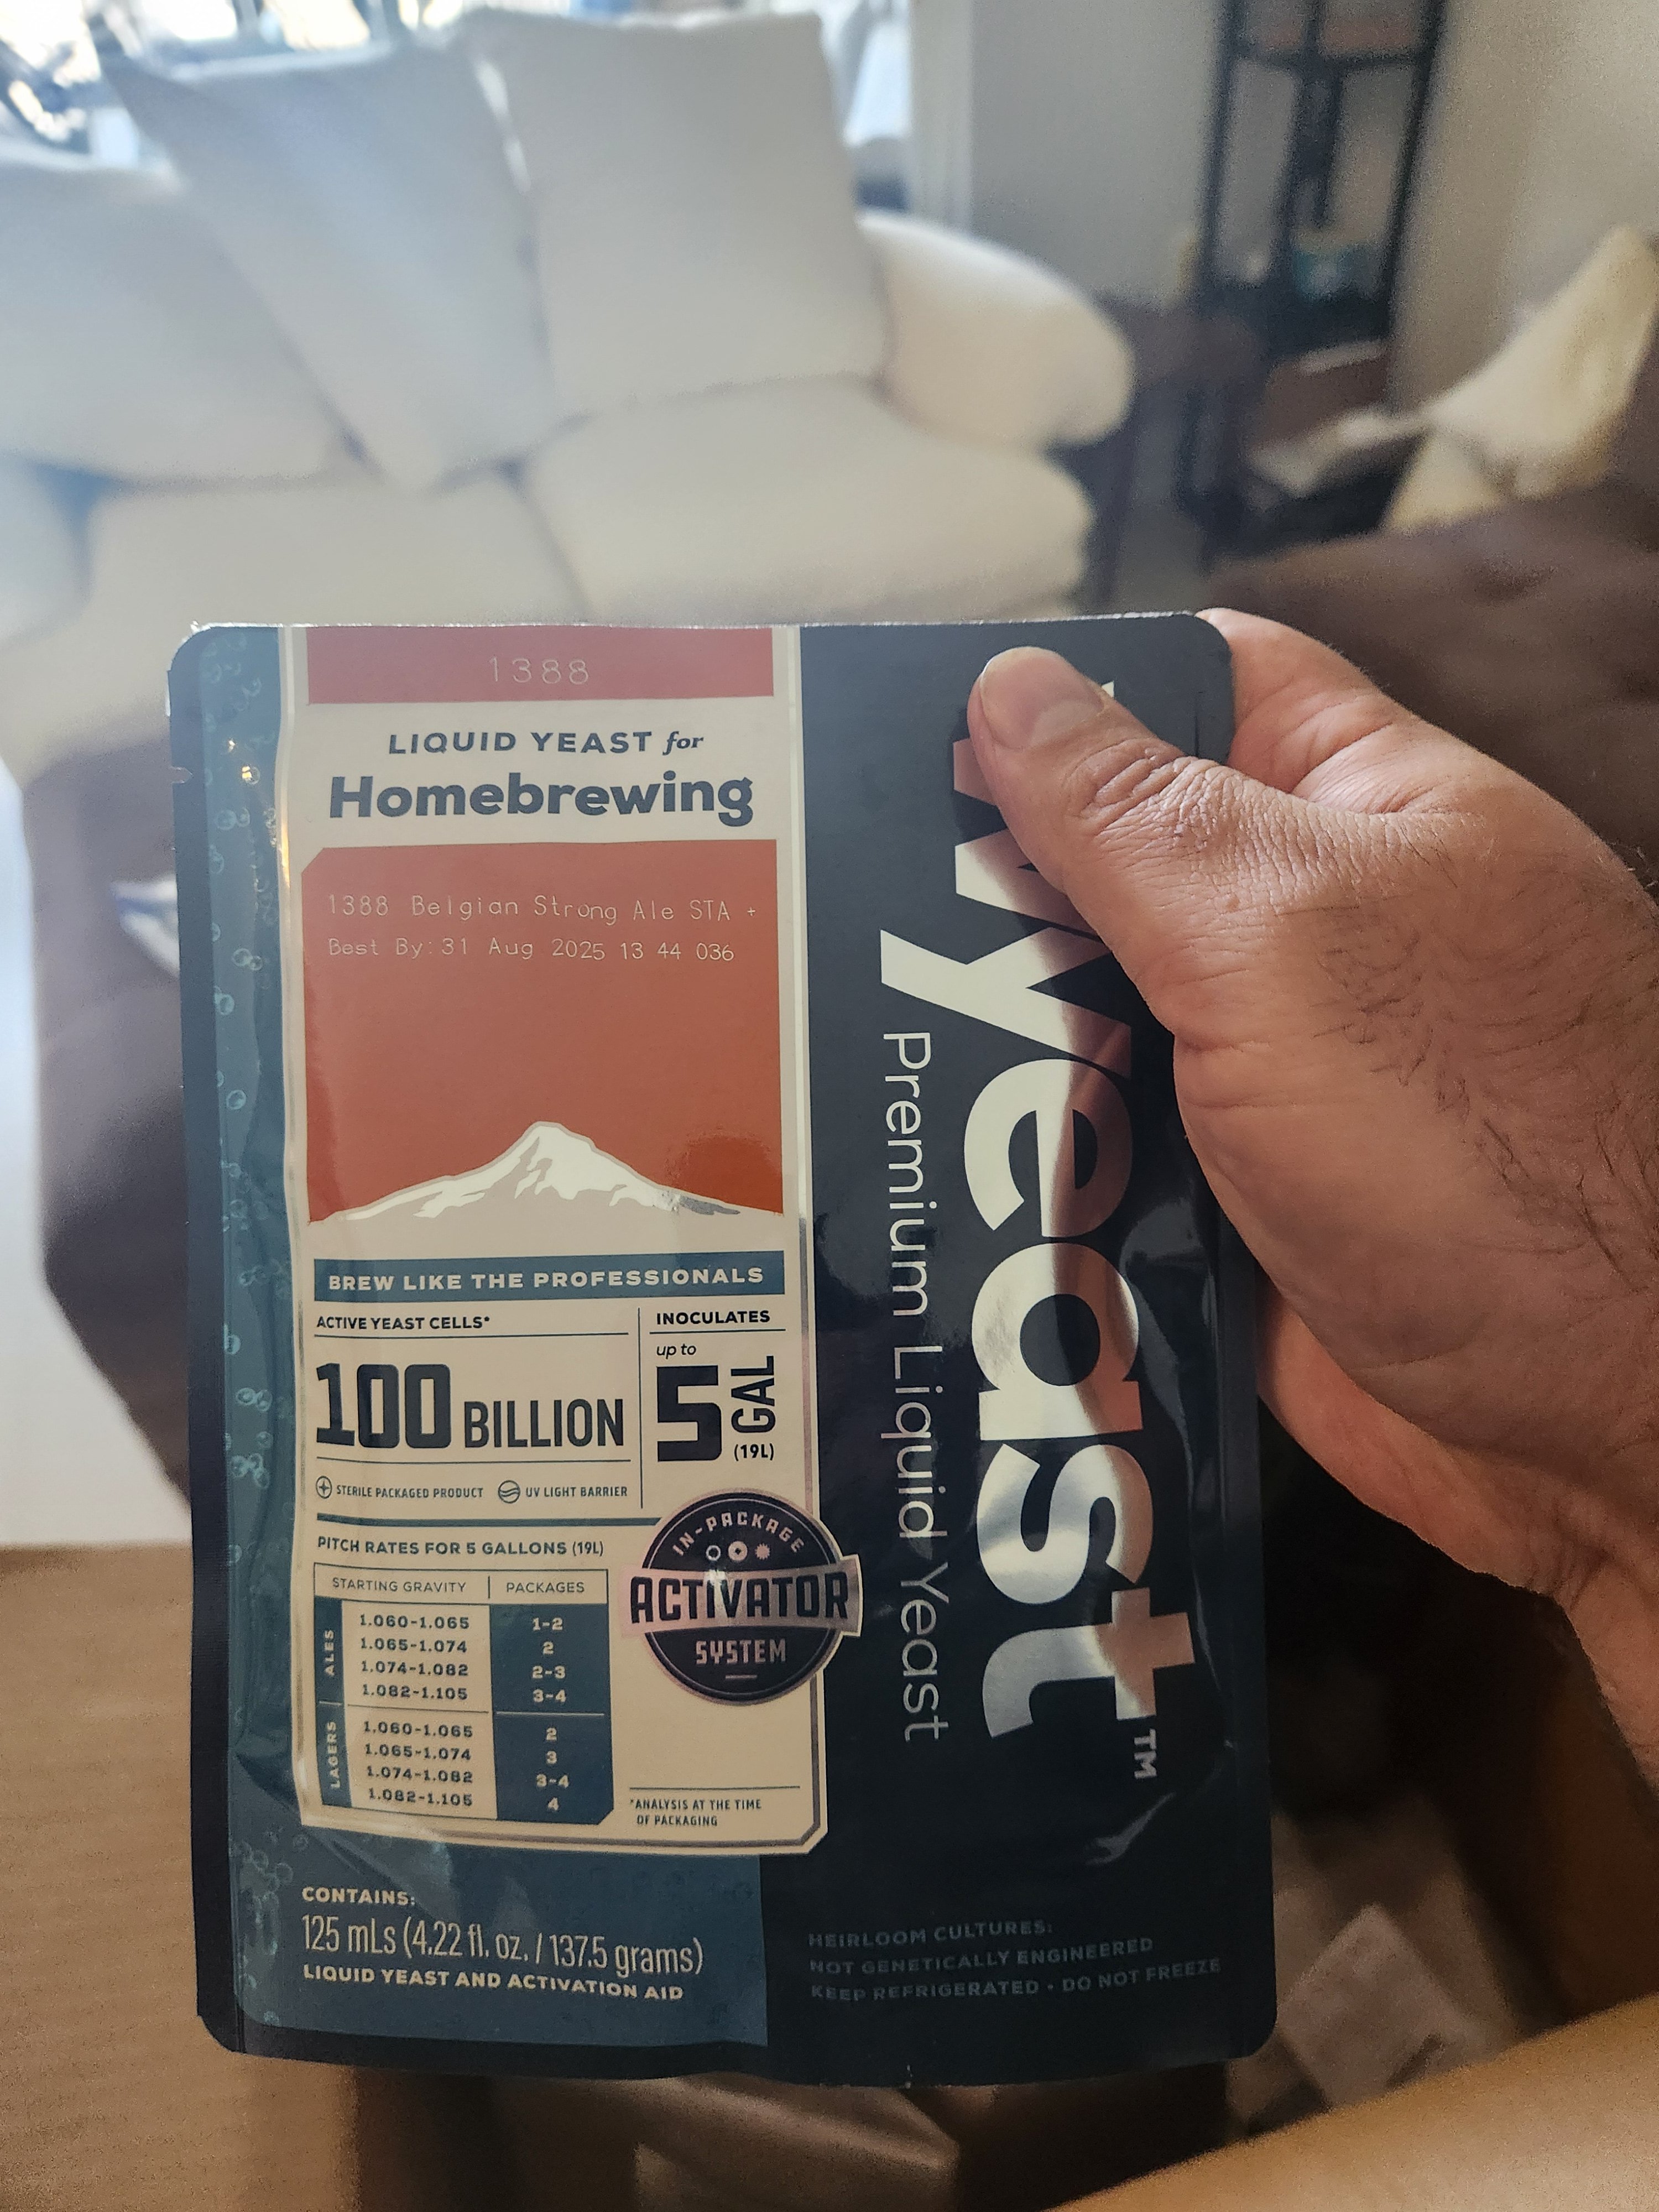 1388
LIQUID YEAST for
Homebrewing
1388 Belgian Strong Ale STA +
Best By: 31 Aug 2025 13 44 036
BREW LIKE THE PROFESSIONALS
ACTIVE YEAST CELLS*
100 BILLION
STERILE PACKAGED PRODUCT UV LIGHT BARRIER
INOCULATES
up to
5 GAL
(19L)
PITCH RATES FOR 5 GALLONS (19L)
STARTING GRAVITY PACKAGES
ALES
1.060-1.065 1-2
1.065-1.074 2
1.074-1.082 2-3
1.082-1.105 3-4
LAGERS
1.060-1.065 2
1.065-1.074 3
1.074-1.082 3-4
1.082-1.105 4
IN-PACKAGE
ACTIVATOR
SYSTEM
*ANALYSIS AT THE TIME
OF PACKAGING
CONTAINS:
125 mLs (4.22 fl. oz. / 137.5 grams)
LIQUID YEAST AND ACTIVATION AID
wyeast™
Premium Liquid Yeast
HEIRLOOM CULTURES:
NOT GENETICALLY ENGINEERED
KEEP REFRIGERATED • DO NOT FREEZE